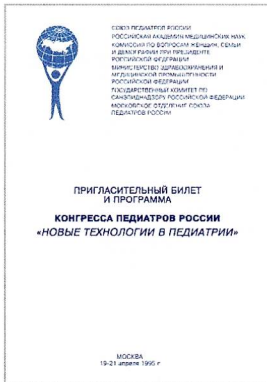 СОЮЗ ПЕДИАТРОВ РОССИИ
РОССИЙСКАЯ АКАДЕМИЯ МЕДИЦИНСКИХ НАУК
КОМИССИЯ ПО ВОПРОСАМ ЖЕНЩИН, СЕМЬИ
И ДЕМОГРАФИИ ПРИ ПРЕЗИДЕНТЕ
РОССИЙСКОЙ ФЕДЕРАЦИИ
МИНИСТЕРСТВО ЗДРАВООХРАНЕНИЯ И
МЕДИЦИНСКОЙ ПРОМЫШЛЕННОСТИ
РОССИЙСКОЙ ФЕДЕРАЦИИ
ГОСУДАРСТВЕННЫЙ КОМИТЕТ ПО
САНЭПИДНАДЗОРУ РОССИЙСКОЙ ФЕДЕРАЦИИ
МОСКОВСКОЕ ОТДЕЛЕНИЕ СОЮЗА
ПЕДИАТРОВ РОССИИ
ПРИГЛАСИТЕЛЬНЫЙ БИЛЕТ
И ПРОГРАММА
КОНГРЕССА ПЕДИАТРОВ РОССИИ
«НОВЫЕ ТЕХНОЛОГИИ В ПЕДИАТРИИ»
МОСКВА
19-21 апреля 1995 г.